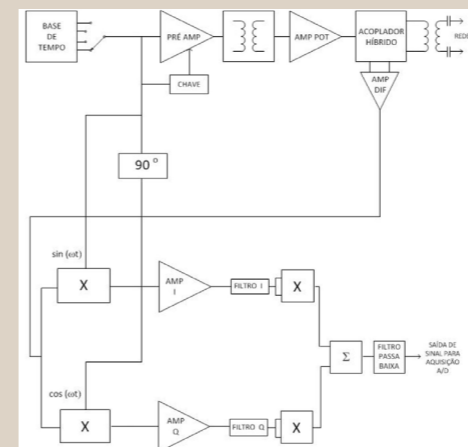 BASE
DE
TEMPO
PRÉ AMP
AMP POT
ACOPLADOR
HÍBRIDO
REDE
CHAVE
AMP
DIF
90 °
sin (ωt)
X
AMP
I
FILTRO I
X
Σ
FILTRO
PASSA
BAIXA
SAÍDA DE
SINAL PARA
AQUISIÇÃO
A/D
cos (ωt)
X
AMP
Q
FILTRO Q
X